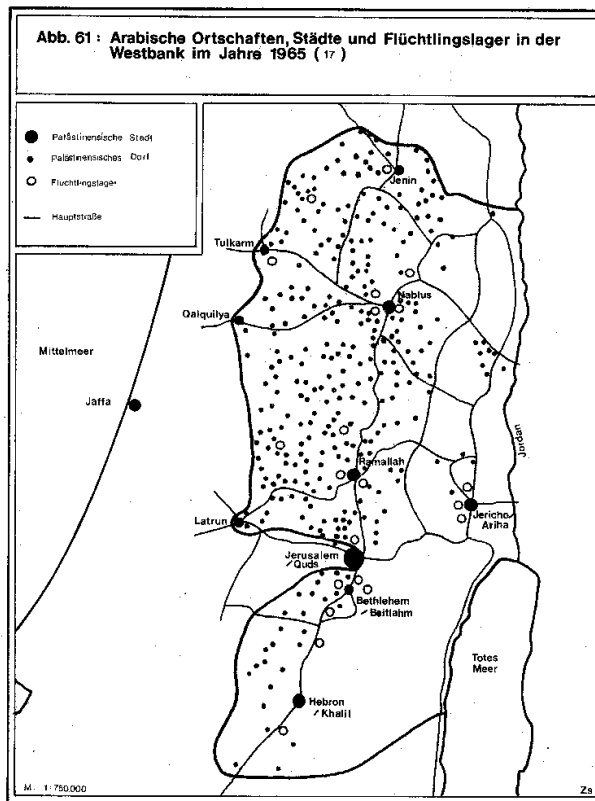 Abb. 61: Arabische Ortschaften, Städte und Flüchtlingslager in der
Westbank im Jahre 1965 (17)
Palästinensische Stadt
Palästinensisches Dorf
Flüchtlingslager
Hauptstraße
Jenin
Tulkarm
Nablus
Qalquilya
Mittelmeer
Jaffa
Jordan
Ramallah
Latrun
Jericho
Ariha
Jerusalem
/Quds
Bethlehem
/Beitlahm
Totes
Meer
Hebron
/Khalil
M. 1:750.000
Zs